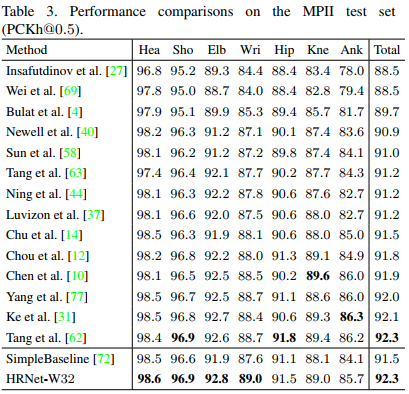 Table 3. Performance comparisons on the MPII test set
(PCKh@0.5).
Method Hea Sho Elb Wri Hip Kne Ank Total
Insafutdinov et al. [27] 96.8 95.2 89.3 84.4 88.4 83.4 78.0 88.5
Wei et al. [69] 97.8 95.0 88.7 84.0 88.4 82.8 79.4 88.5
Bulat et al. [4] 97.9 95.1 89.9 85.3 89.4 85.7 81.7 89.7
Newell et al. [40] 98.2 96.3 91.2 87.1 90.1 87.4 83.6 90.9
Sun et al. [58] 98.1 96.2 91.2 87.2 89.8 87.4 84.1 91.0
Tang et al. [63] 97.4 96.4 92.1 87.7 90.2 87.7 84.3 91.2
Ning et al. [44] 98.1 96.3 92.2 87.8 90.6 87.6 82.7 91.2
Luvizon et al. [37] 98.1 96.6 92.0 87.5 90.6 88.0 82.7 91.2
Chu et al. [14] 98.5 96.3 91.9 88.1 90.6 88.0 85.0 91.5
Chou et al. [12] 98.2 96.8 92.2 88.0 91.3 89.1 84.9 91.8
Chen et al. [10] 98.1 96.5 92.5 88.5 90.2 89.6 86.0 91.9
Yang et al. [77] 98.5 96.7 92.5 88.7 91.1 88.6 86.0 92.0
Ke et al. [31] 98.5 96.8 92.7 88.4 90.6 89.3 86.3 92.1
Tang et al. [62] 98.4 96.9 92.6 88.7 91.8 89.4 86.2 92.3
SimpleBaseline [72] 98.5 96.6 91.9 87.6 91.1 88.1 84.1 91.5
HRNet-W32 98.6 96.9 92.8 89.0 91.5 89.0 85.7 92.3